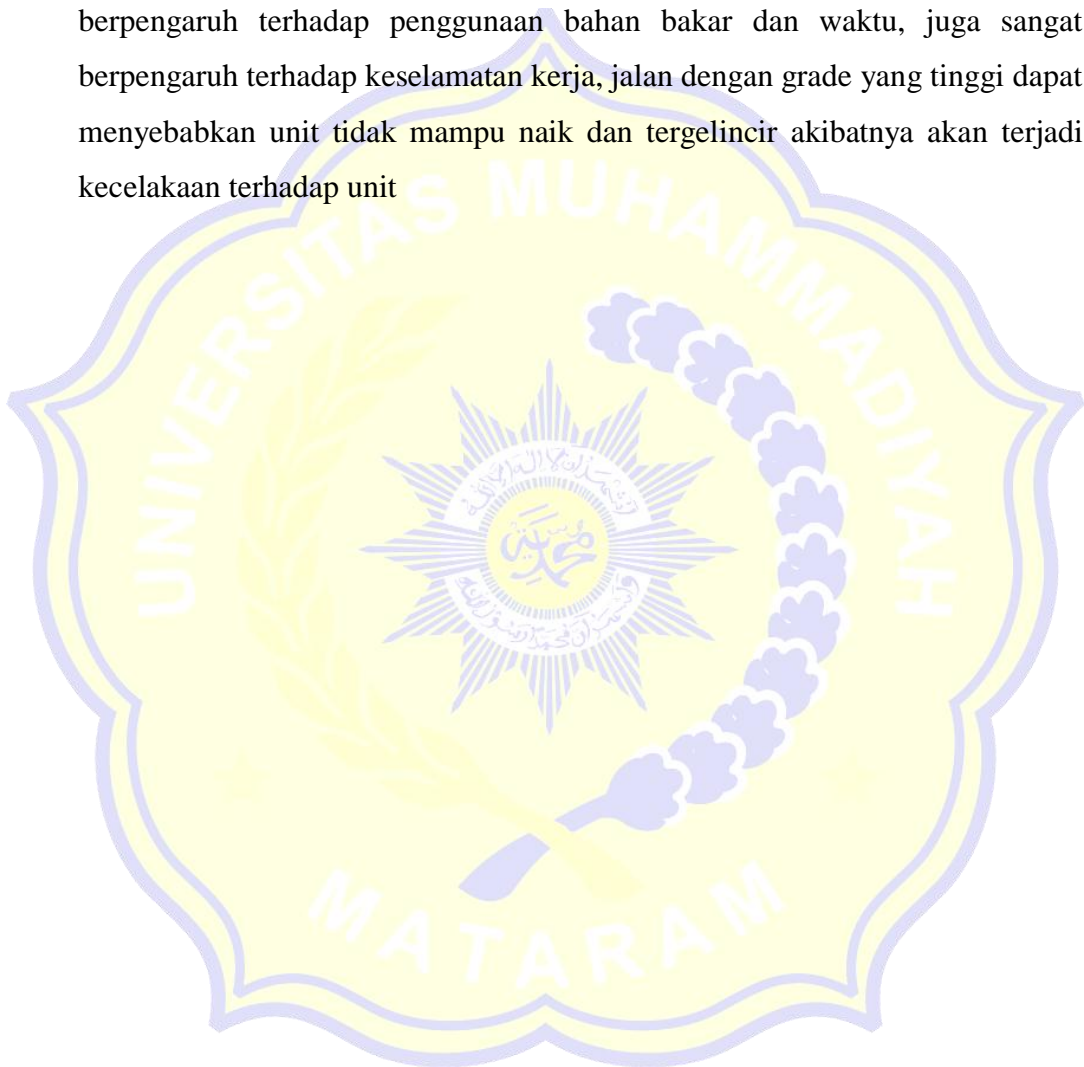 berpengaruh terhadap penggunaan bahan bakar dan waktu, juga sangat
berpengaruh terhadap keselamatan kerja, jalan dengan grade yang tinggi dapat
menyebabkan unit tidak mampu naik dan tergelincir akibatnya akan terjadi
kecelakaan terhadap unit
UNIVERSITAS MUHAMMADIYAH
MATARAM